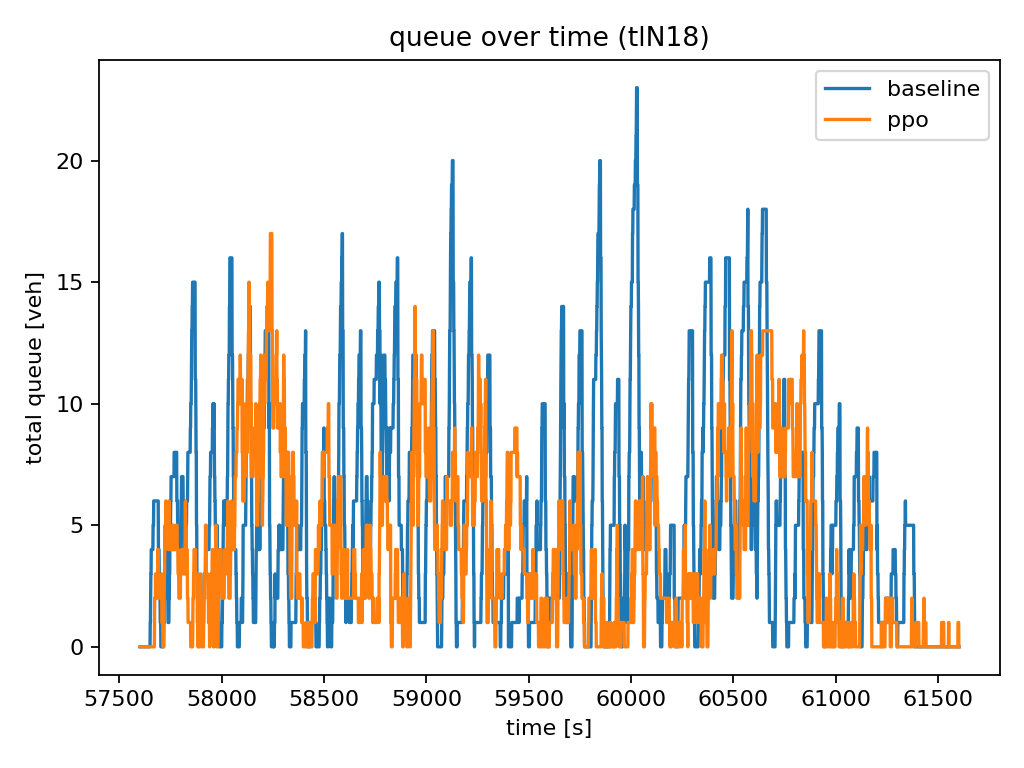 queue over time (tlN18)
baseline
ppo
total queue [veh]
20
15
10
5
0
57500 58000 58500 59000 59500 60000 60500 61000 61500
time [s]